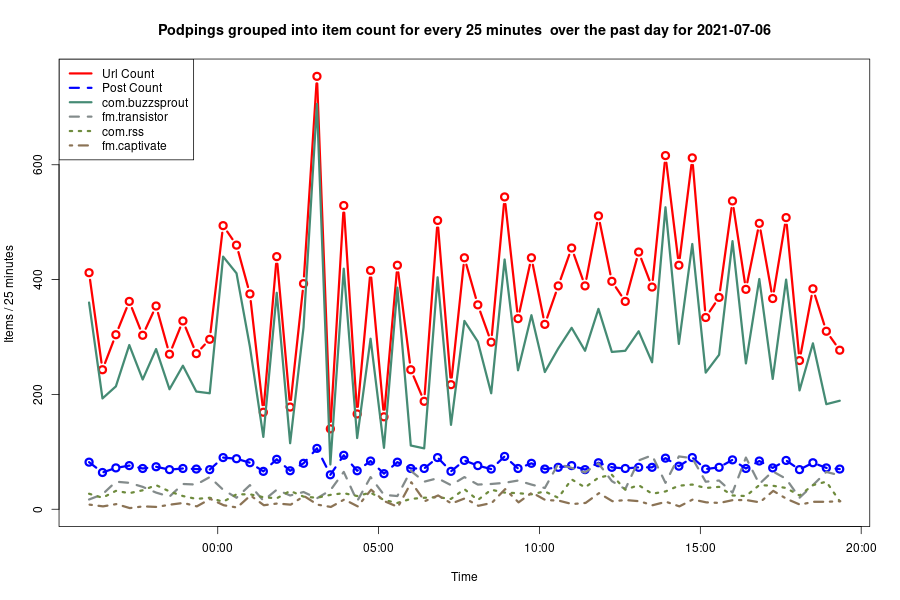 Podpings grouped into item count for every 25 minutes  over the past day for 2021-07-06
Url Count
Post Count
com.buzzsprout
fm.transistor
com.rss
fm.captivate
Items / 25 minutes
600
400
200
0
00:00
05:00
10:00
15:00
20:00
Time